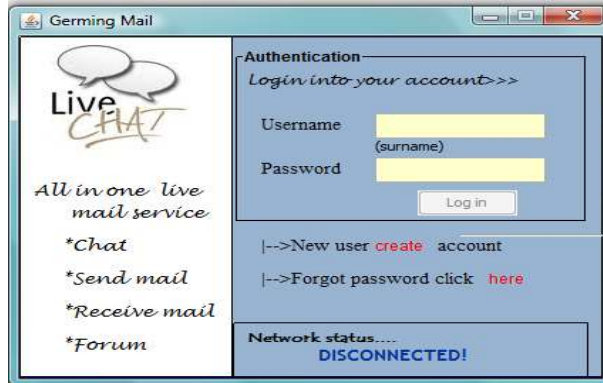 Germing Mail
Live
CHAT
All in one live
mail service
*Chat
*Send mail
*Receive mail
*Forum
Authentication
Login into your account>>>
Username
(surname)
Password
Log in
|-->New user create account
|-->Forgot password click here
Network status....
DISCONNECTED!